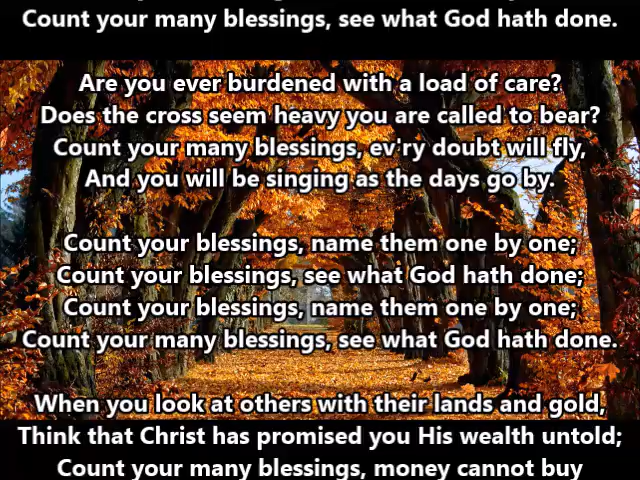 Count your many blessings, see what God hath done.
Are you ever burdened with a load of care?
Does the cross seem heavy you are called to bear?
Count your many blessings, ev'ry doubt will fly,
And you will be singing as the days go by.
Count your blessings, name them one by one;
Count your blessings, see what God hath done;
Count your blessings, name them one by one;
Count your many blessings, see what God hath done.
When you look at others with their lands and gold,
Think that Christ has promised you His wealth untold;
Count your many blessings, money cannot buy